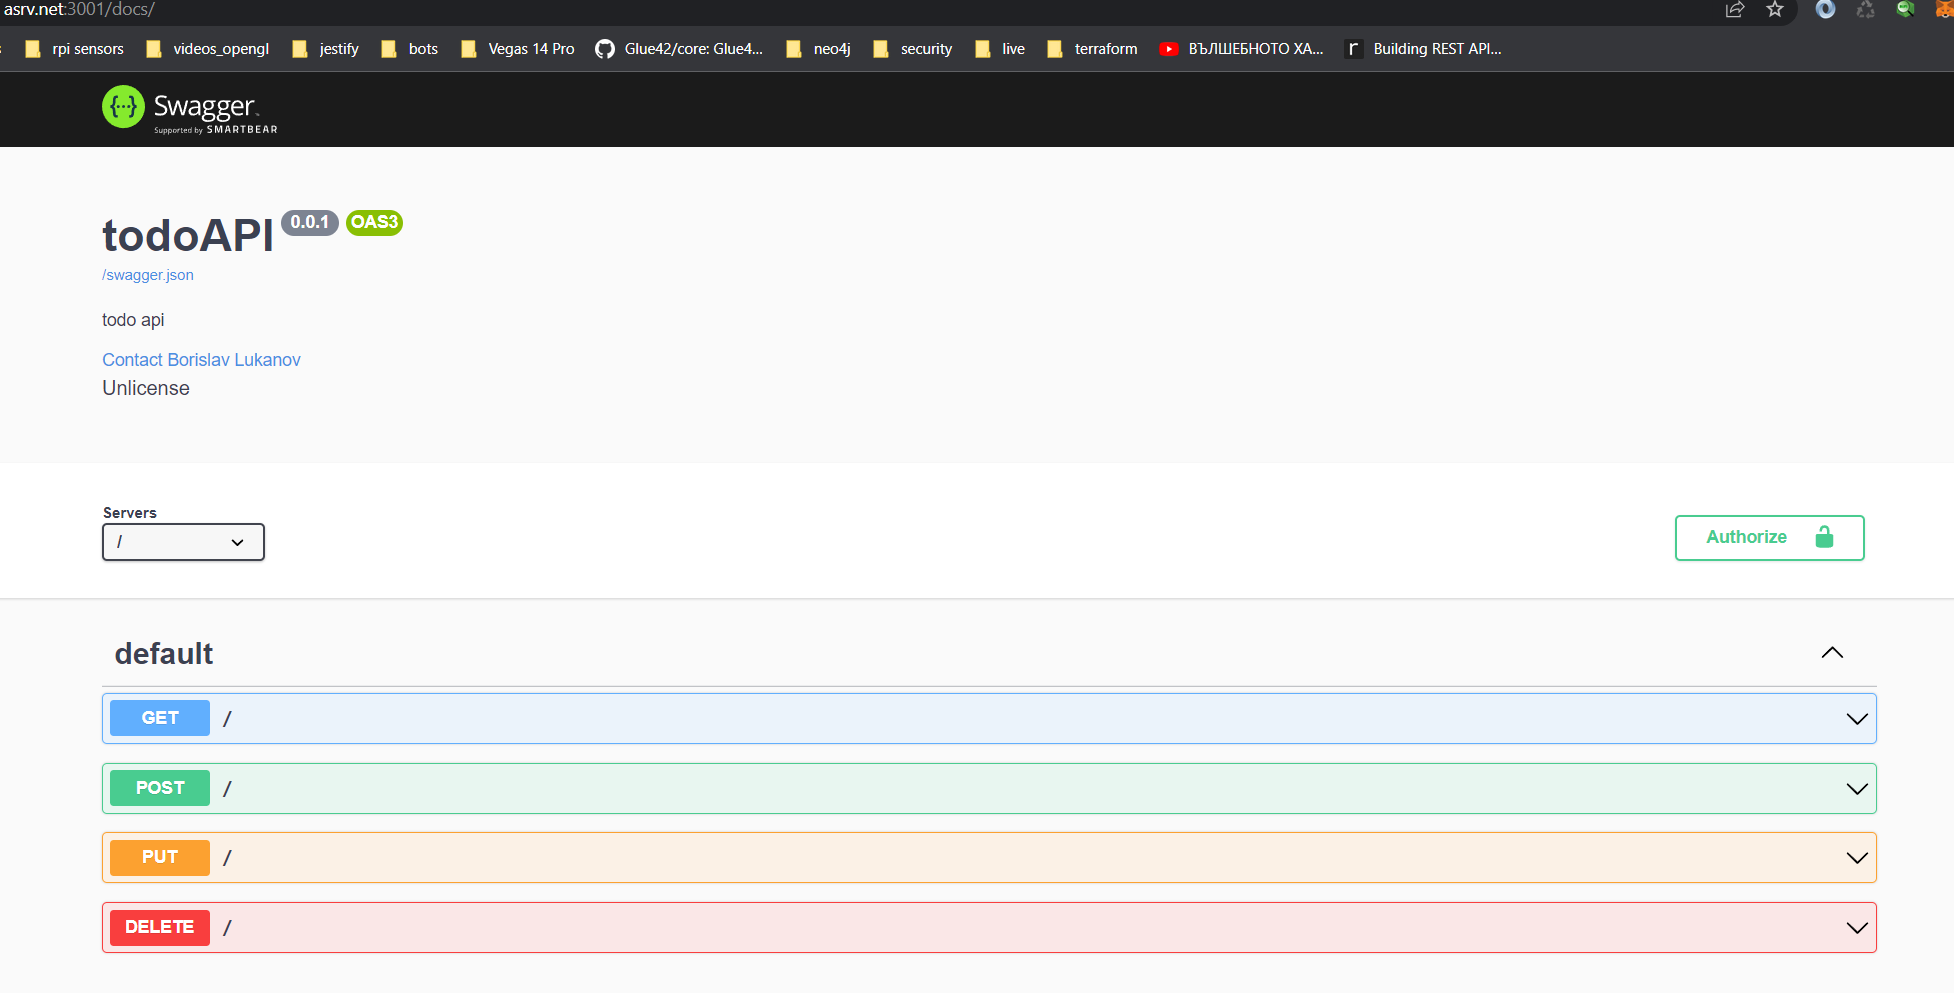 asrv.net:3001/docs/
rpi sensors videos_opengl jestify bots Vegas 14 Pro Glue42/core: Glue4... neo4j security live terraform ВЪЛШЕБНОТО ХА... r Building REST API...
{···} Swagger™
Supported by SMARTBEAR
todoAPI 0.0.1 OAS3
/swagger.json
todo api
Contact Borislav Lukanov
Unlicense
Servers
/
Authorize
default
GET /
POST /
PUT /
DELETE /